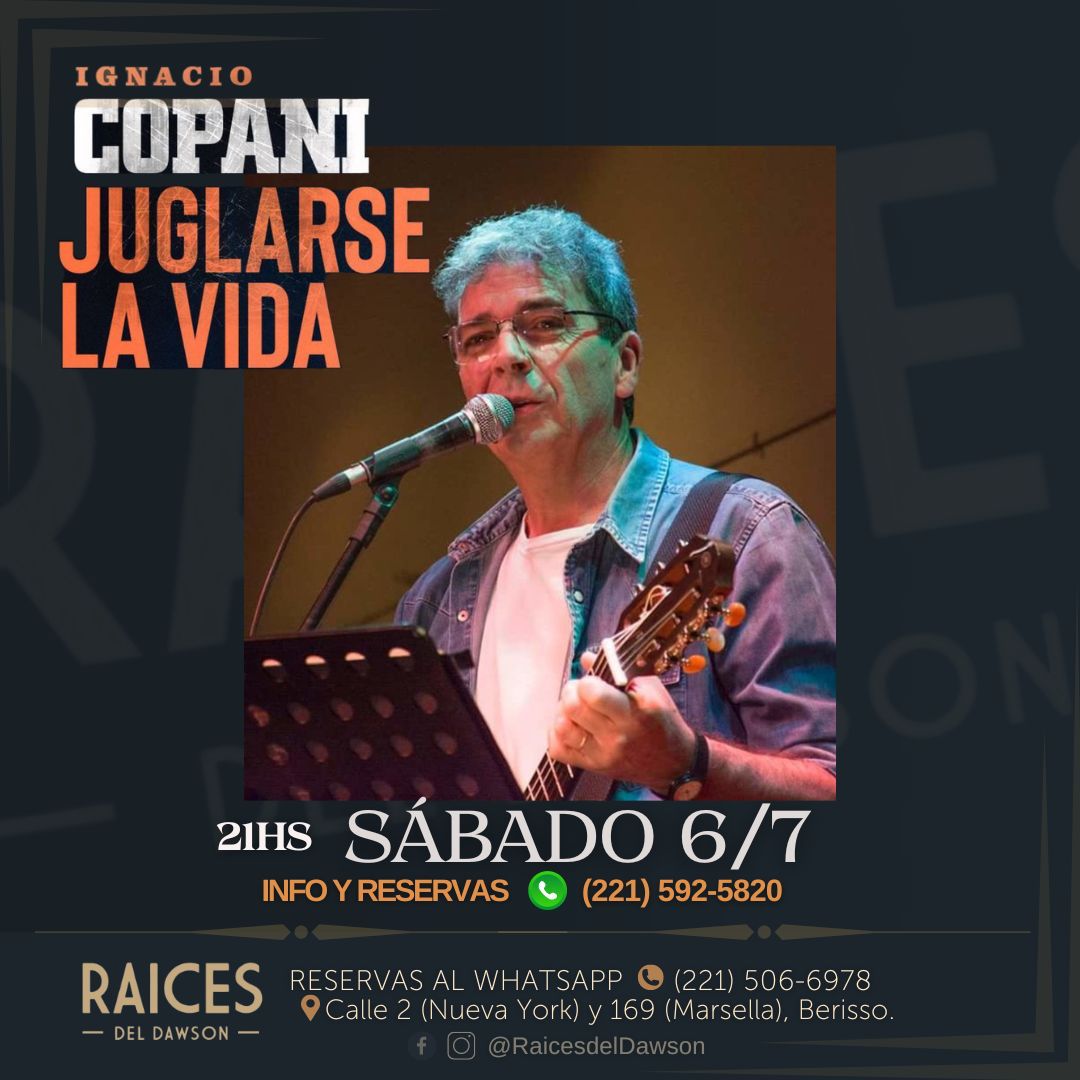 IGNACIO
COPANI
JUGLARSE
LA VIDA
21HS SÁBADO 6/7
INFO Y RESERVAS (221) 592-5820
RAICES
DEL DAWSON
RESERVAS AL WHATSAPP (221) 506-6978
Calle 2 (Nueva York) y 169 (Marsella), Berisso.
@RaicesdelDawson